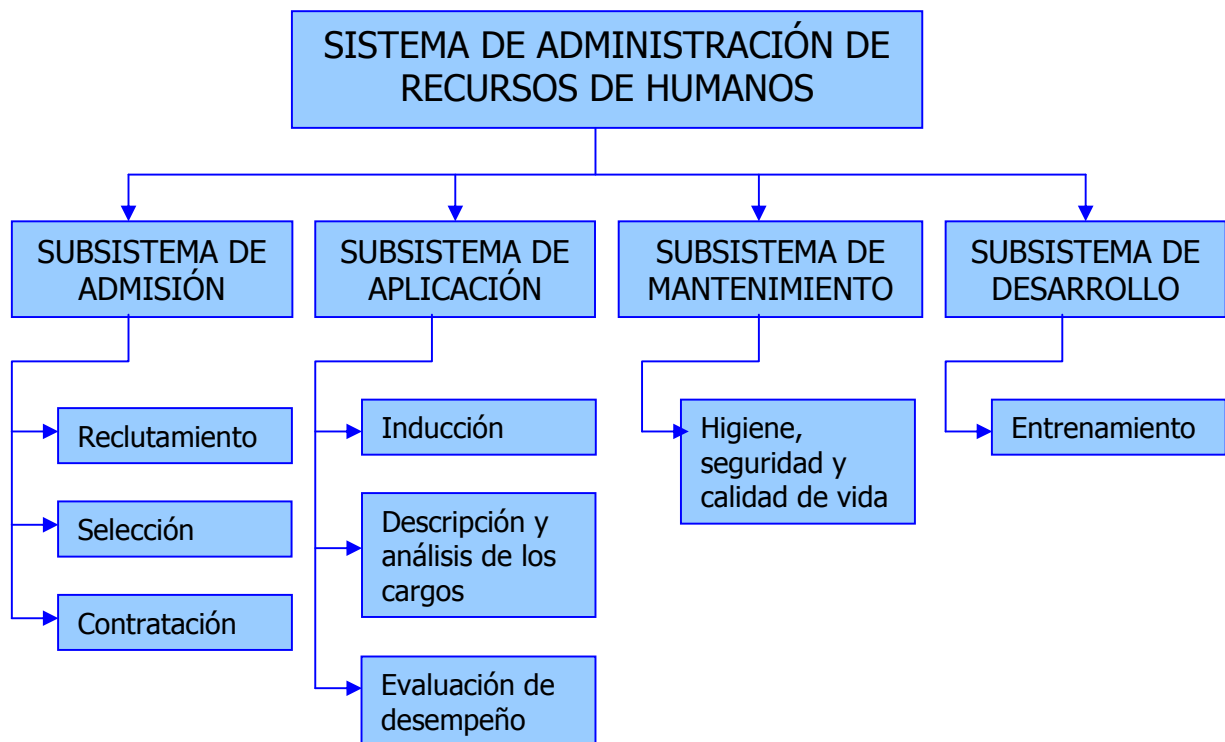 SISTEMA DE ADMINISTRACIÓN DE
RECURSOS DE HUMANOS
SUBSISTEMA DE
ADMISIÓN
SUBSISTEMA DE
APLICACIÓN
SUBSISTEMA DE
MANTENIMIENTO
SUBSISTEMA DE
DESARROLLO
Reclutamiento
Selección
Contratación
Inducción
Descripción y
análisis de los
cargos
Evaluación de
desempeño
Higiene,
seguridad y
calidad de vida
Entrenamiento